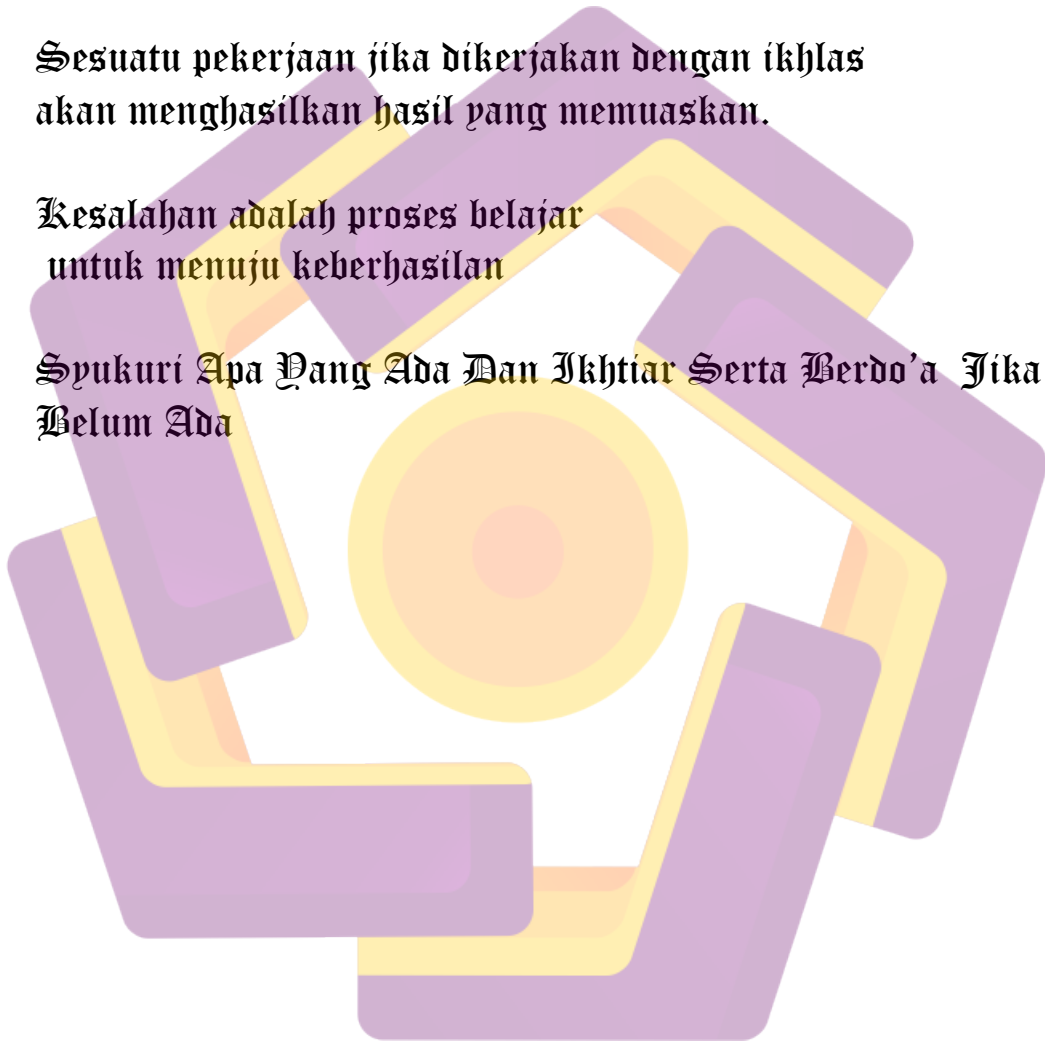 Sesuatu pekerjaan jika dikerjakan dengan ikhlas
akan menghasilkan hasil yang memuaskan.
Kesalahan adalah proses belajar
untuk menuju keberhasilan
Syukuri Apa Yang Ada Dan Ikhtiar Serta Berdo'a Jika
Belum Ada